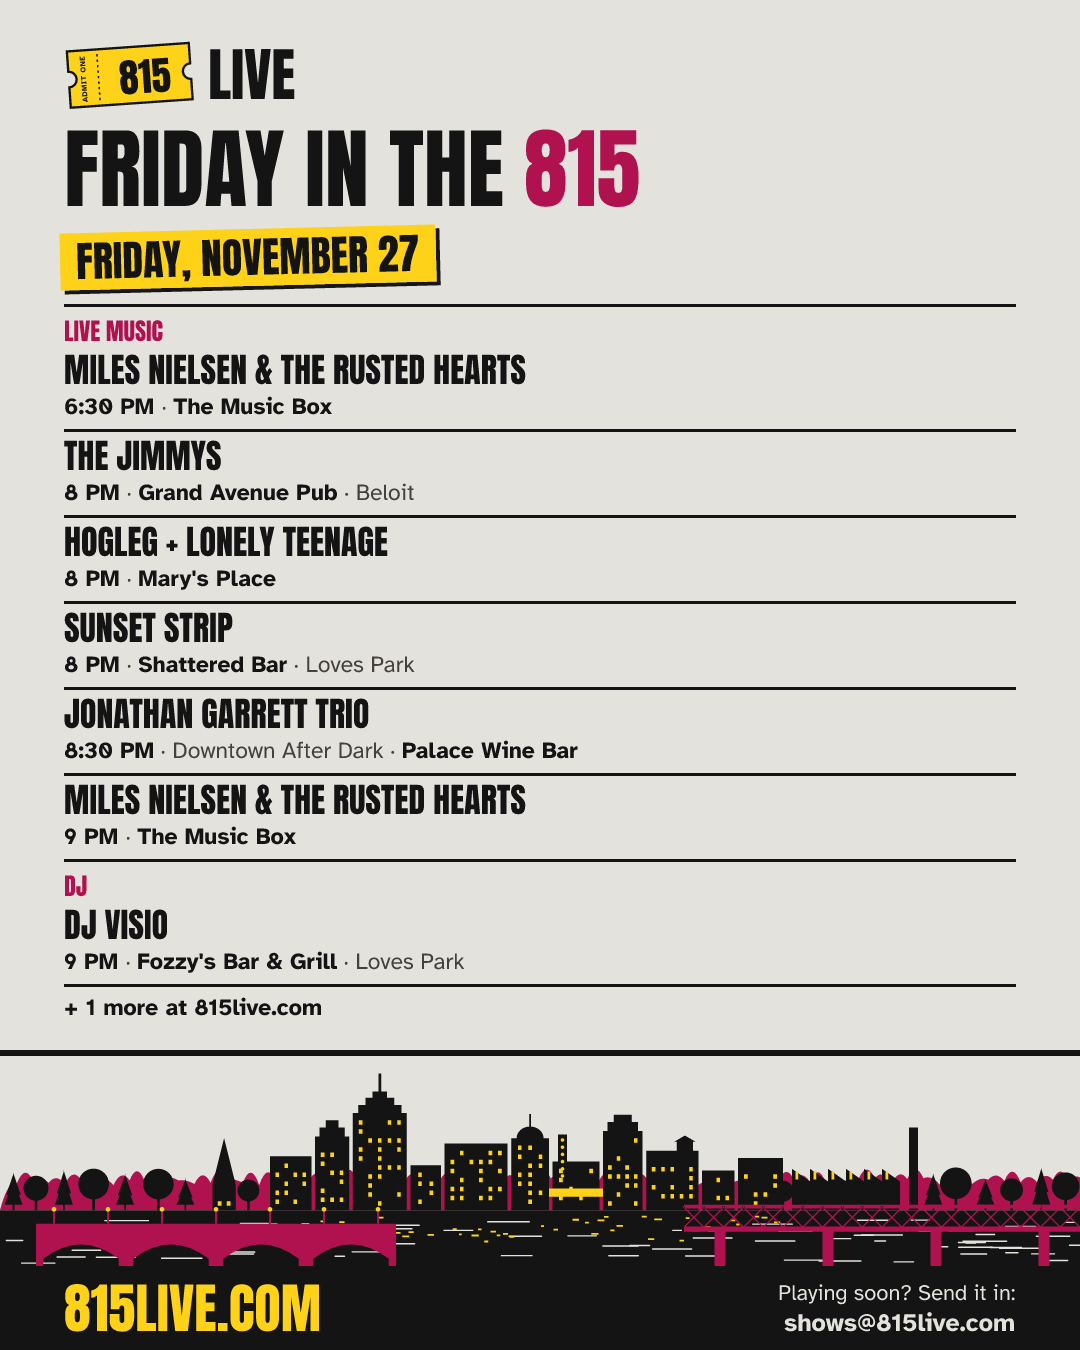 ADMIT ONE 815 LIVE
FRIDAY IN THE 815
FRIDAY, NOVEMBER 27
LIVE MUSIC
MILES NIELSEN & THE RUSTED HEARTS
6:30 PM · The Music Box
THE JIMMYS
8 PM · Grand Avenue Pub · Beloit
HOGLEG + LONELY TEENAGE
8 PM · Mary's Place
SUNSET STRIP
8 PM · Shattered Bar · Loves Park
JONATHAN GARRETT TRIO
8:30 PM · Downtown After Dark · Palace Wine Bar
MILES NIELSEN & THE RUSTED HEARTS
9 PM · The Music Box
DJ
DJ VISIO
9 PM · Fozzy's Bar & Grill · Loves Park
+ 1 more at 815live.com
815LIVE.COM
Playing soon? Send it in:
shows@815live.com